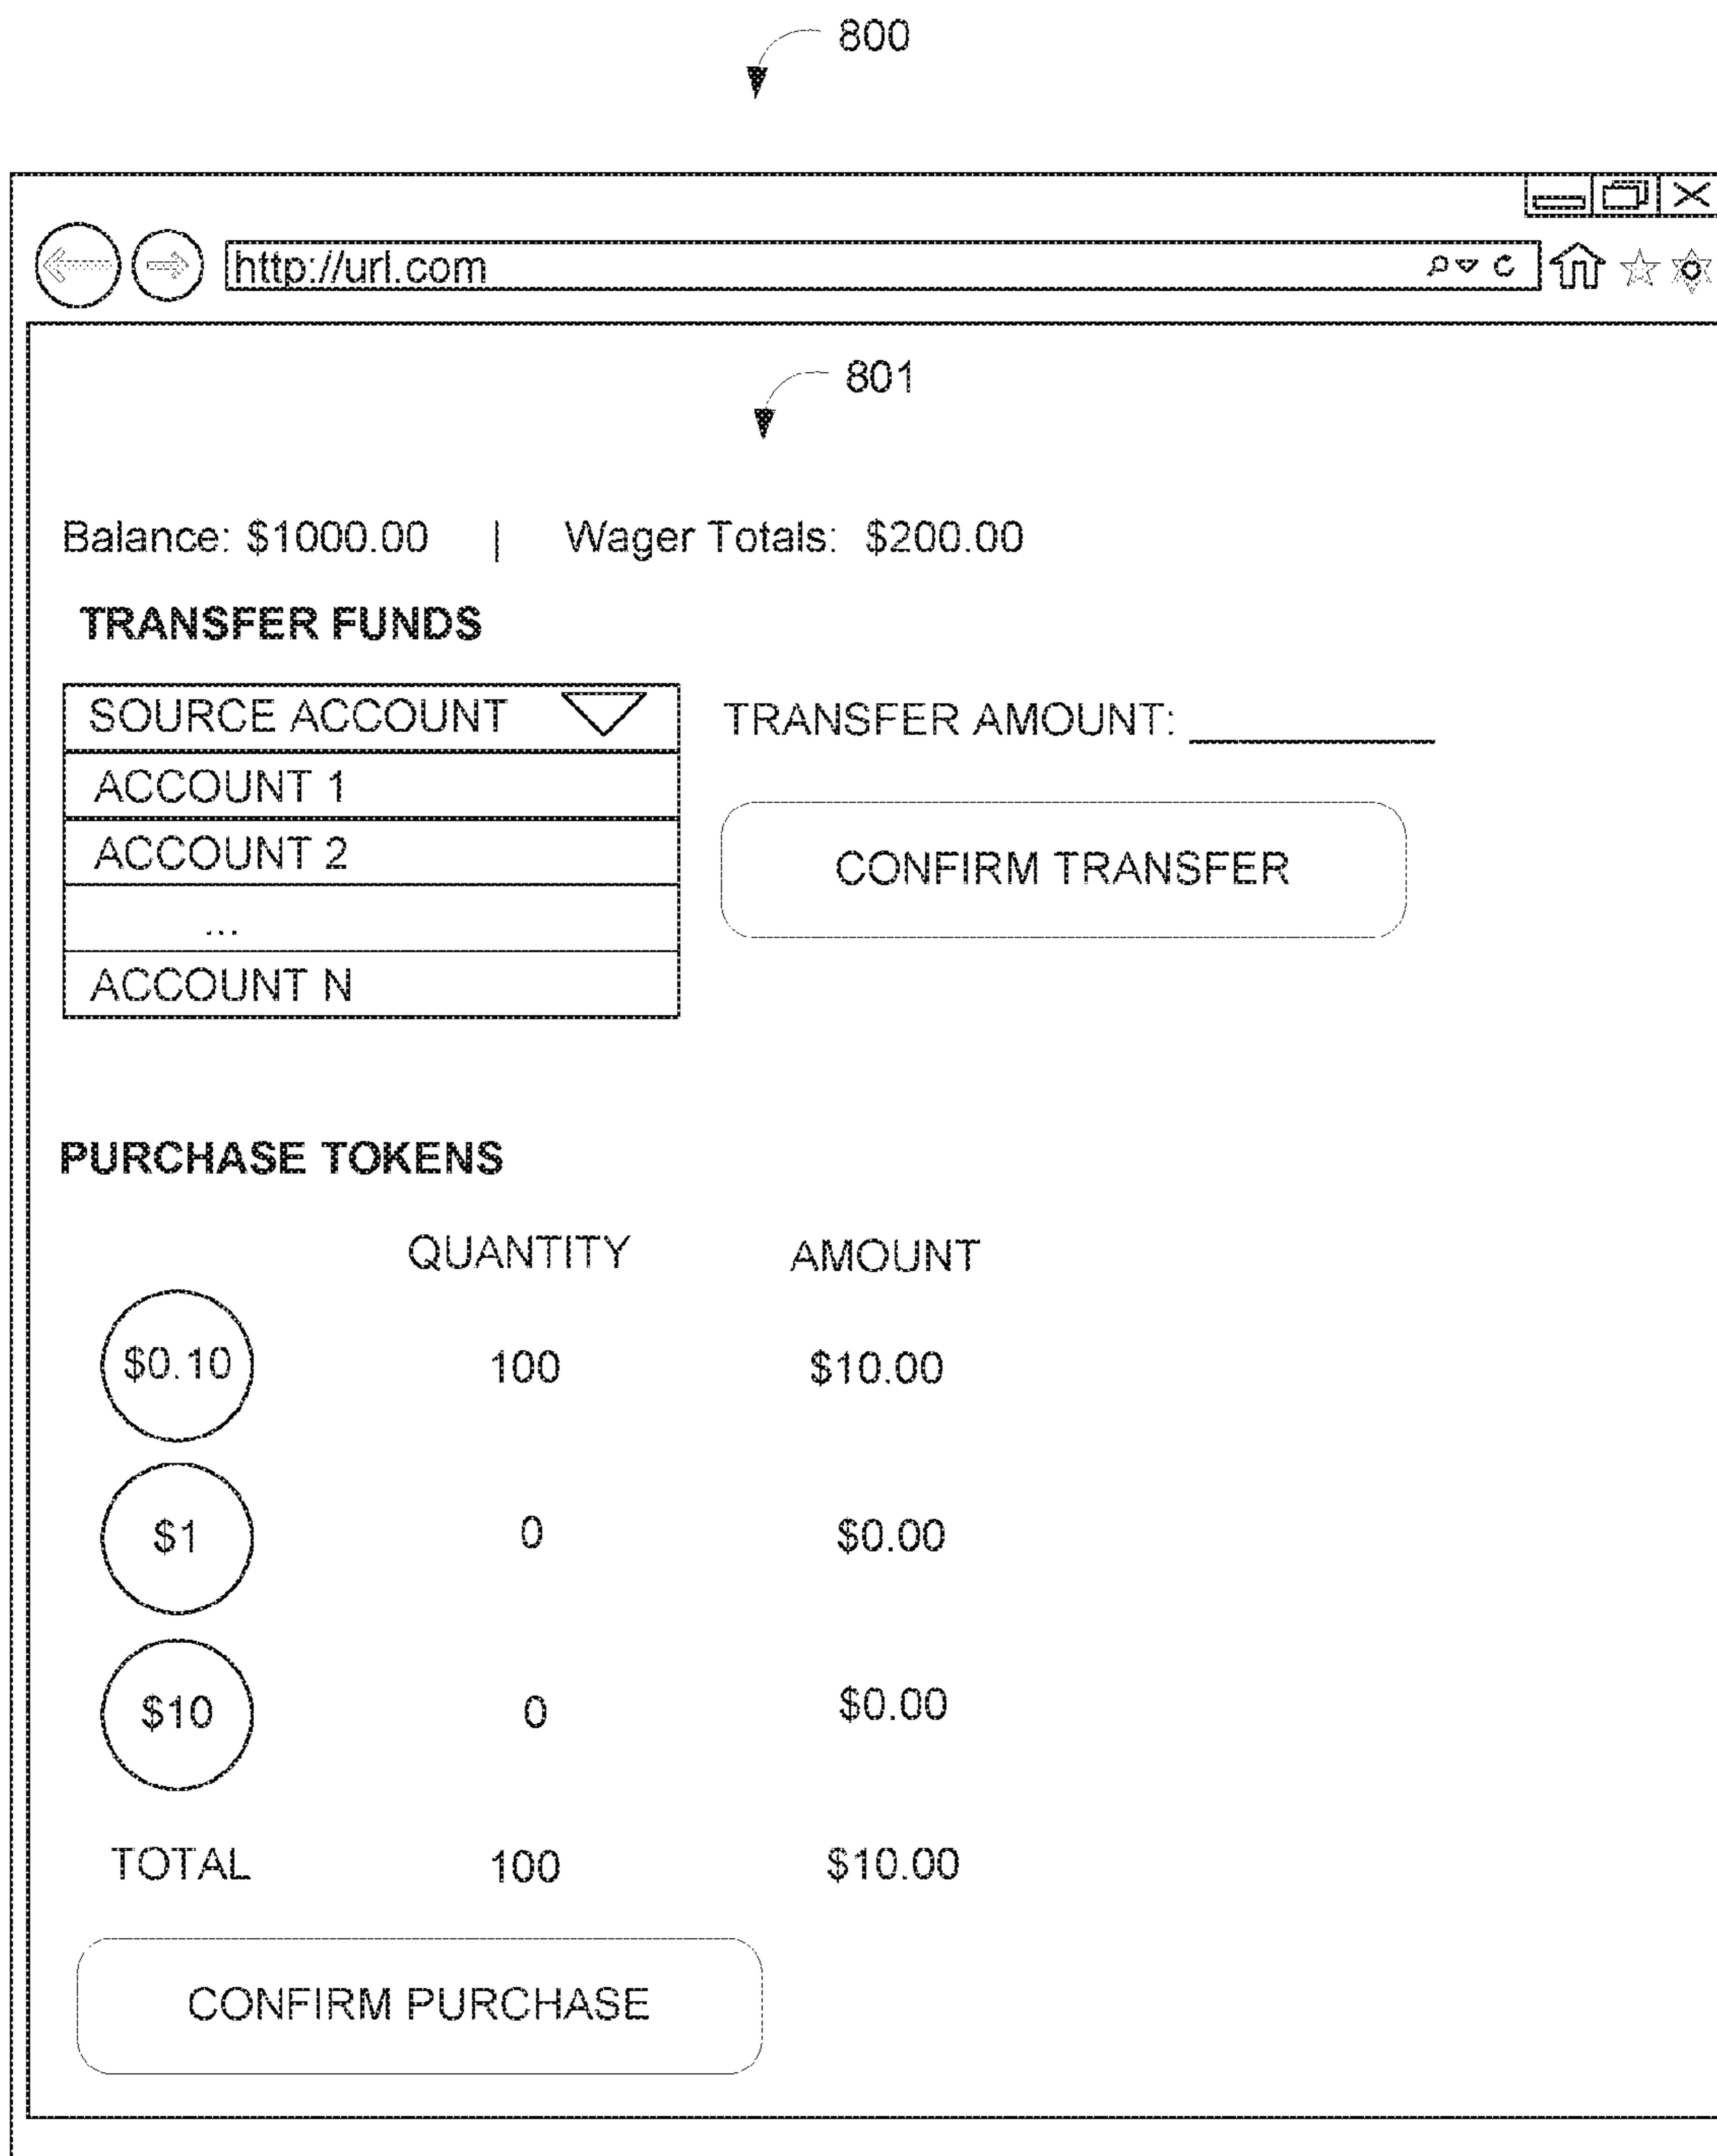 800
http://url.com
801
Balance: $1000.00 | Wager Totals: $200.00
TRANSFER FUNDS
SOURCE ACCOUNT
TRANSFER AMOUNT: __________
ACCOUNT 1
ACCOUNT 2
CONFIRM TRANSFER
...
ACCOUNT N
PURCHASE TOKENS
QUANTITY AMOUNT
$0.10 100 $10.00
$1 0 $0.00
$10 0 $0.00
TOTAL 100 $10.00
CONFIRM PURCHASE